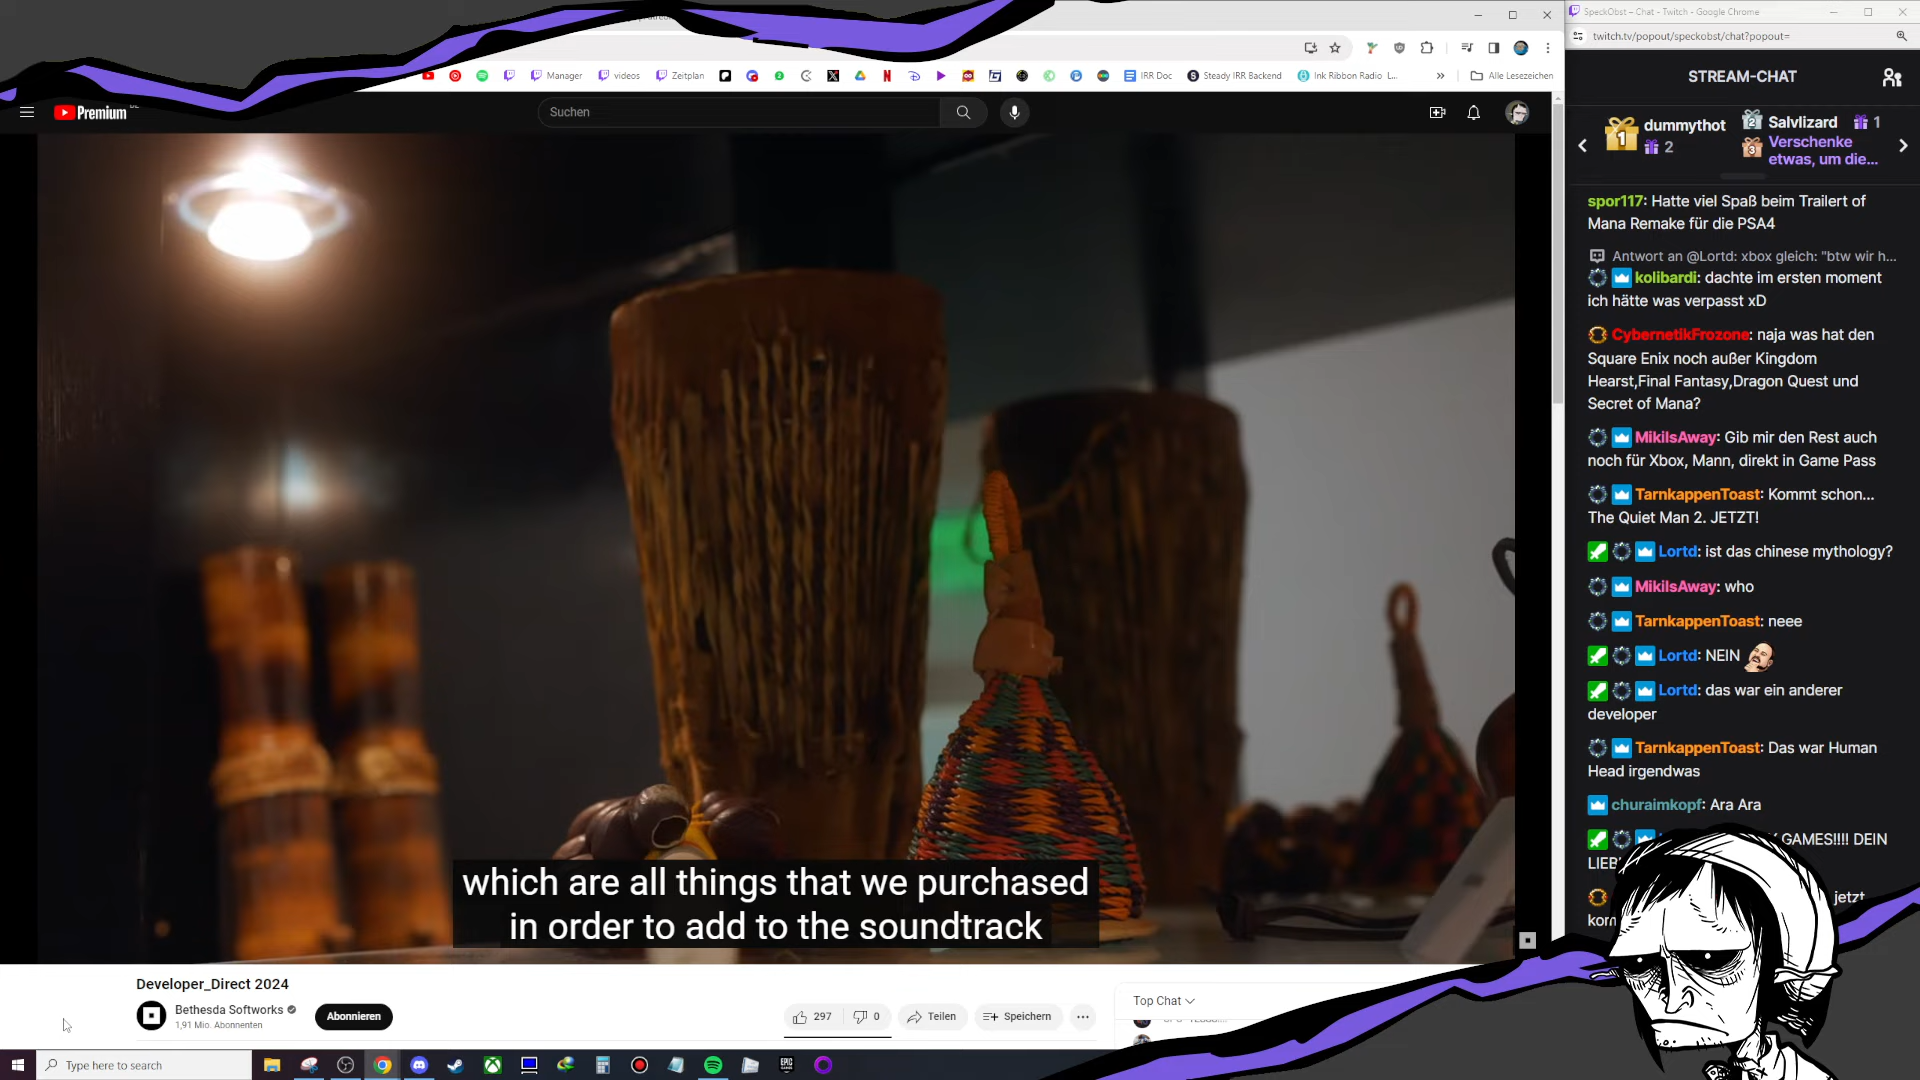 SpeckObst – Chat - Twitch - Google Chrome
twitch.tv/popout/speckobst/chat?popout=
Manager
videos
Zeitplan
IRR Doc
Steady IRR Backend
Ink Ribbon Radio L...
»
Alle Lesezeichen
Premium
Suchen
STREAM-CHAT
1
dummythot
2
2
Salvlizard
1
3
Verschenke
etwas, um die...
spor117: Hatte viel Spaß beim Trailert of
Mana Remake für die PSA4
Antwort an @Lortd: xbox gleich: "btw wir h...
kolibardi: dachte im ersten moment
ich hätte was verpasst xD
CybernetikFrozone: naja was hat den
Square Enix noch außer Kingdom
Hearst,Final Fantasy,Dragon Quest und
Secret of Mana?
MikilsAway: Gib mir den Rest auch
noch für Xbox, Mann, direkt in Game Pass
TarnkappenToast: Kommt schon...
The Quiet Man 2. JETZT!
Lortd: ist das chinese mythology?
MikilsAway: who
TarnkappenToast: neee
Lortd: NEIN
Lortd: das war ein anderer
developer
TarnkappenToast: Das war Human
Head irgendwas
churaimkopf: Ara Ara
GAMES!!!! DEIN
jetzt
which are all things that we purchased
in order to add to the soundtrack
Developer_Direct 2024
Bethesda Softworks
1,91 Mio. Abonnenten
Abonnieren
297
0
Teilen
Speichern
Top Chat
Type here to search